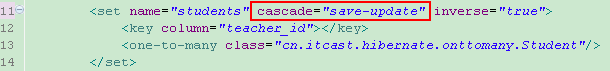 11 <set name="students" cascade="save-update" inverse="true">
12 <key column="teacher_id"></key>
13 <one-to-many class="cn.itcast.hibernate.onttomany.Student"/>
14 </set>